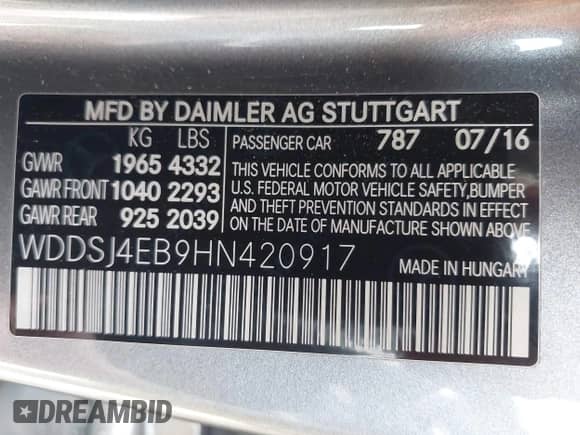 MFD BY DAIMLER AG STUTTGART
KG LBS PASSENGER CAR 787 07/16
GVWR 1965 4332
GAWR FRONT 1040 2293
GAWR REAR 925 2039
THIS VEHICLE CONFORMS TO ALL APPLICABLE
U.S. FEDERAL MOTOR VEHICLE SAFETY,BUMPER
AND THEFT PREVENTION STANDARDS IN EFFECT
ON THE DATE OF MANUFACTURE SHOWN ABOVE
WDDSJ4EB9HN420917
MADE IN HUNGARY
DREAMBID